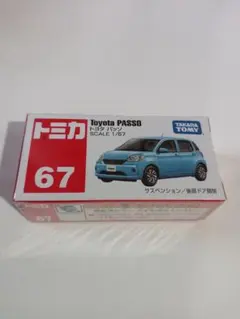 トミカ
Toyota PASSO
トヨタ パッソ
SCALE 1/57
TAKARA
TOMY
67
サスペンション/後部ドア開閉
67